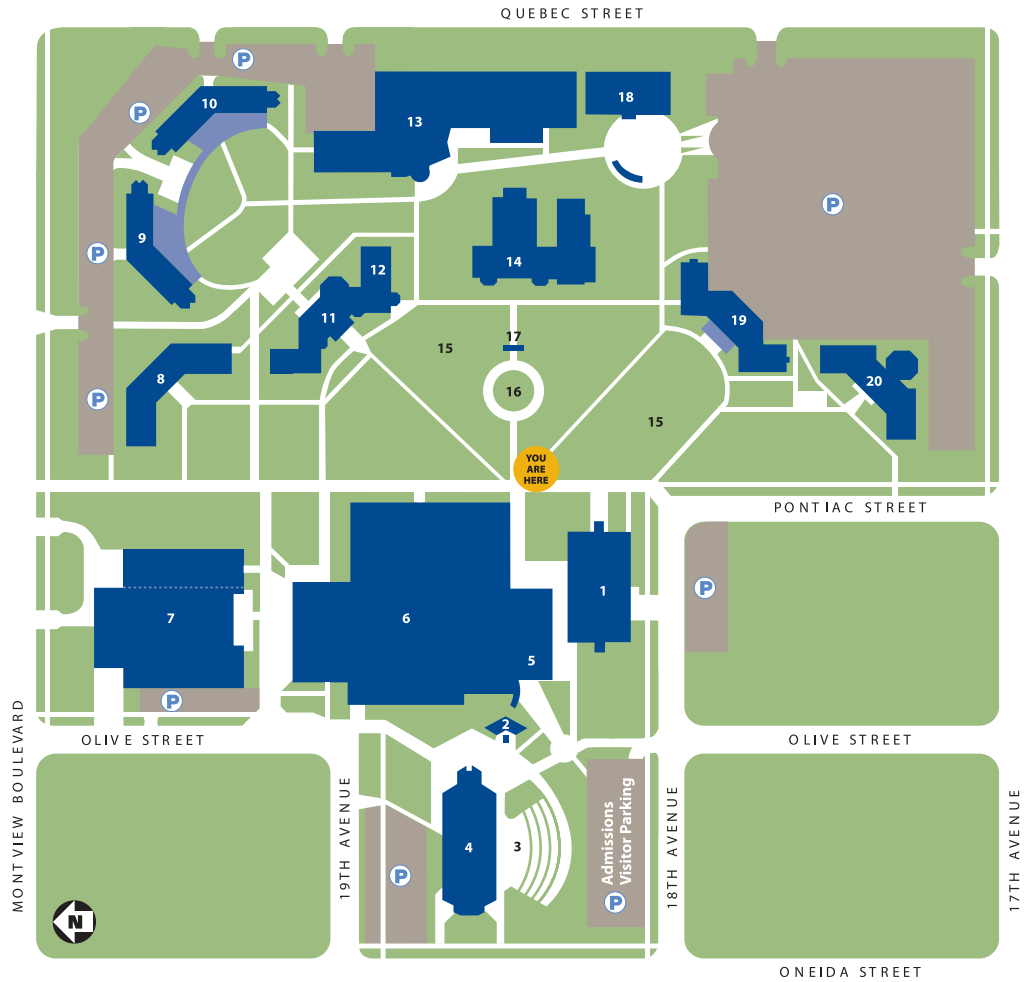 QUEBEC STREET
P
10
P
18
13
P
9
P
12
14
17
11
15
19
8
16
20
P
15
YOU
ARE
HERE
PONTIAC STREET
1
P
7
6
5
P
2
OLIVE STREET
OLIVE STREET
MONTVIEW BOULEVARD
19TH AVENUE
4
3
Admissions
Visitor Parking
P
P
18TH AVENUE
17TH AVENUE
N
ONEIDA STREET